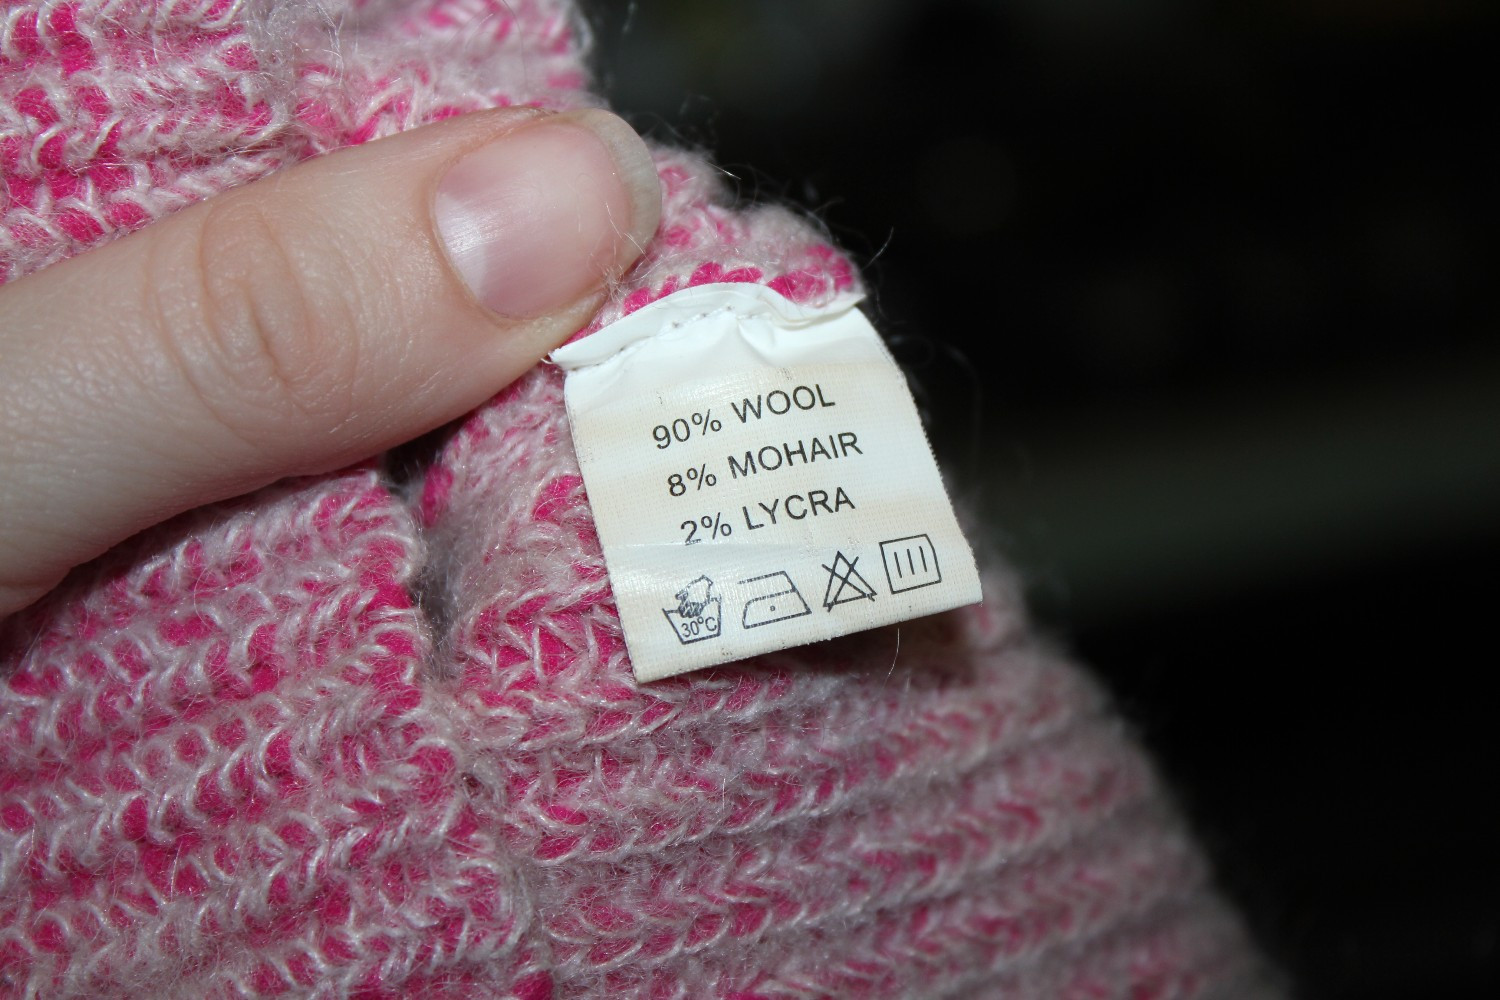 90% WOOL
8% MOHAIR
2% LYCRA
30°C